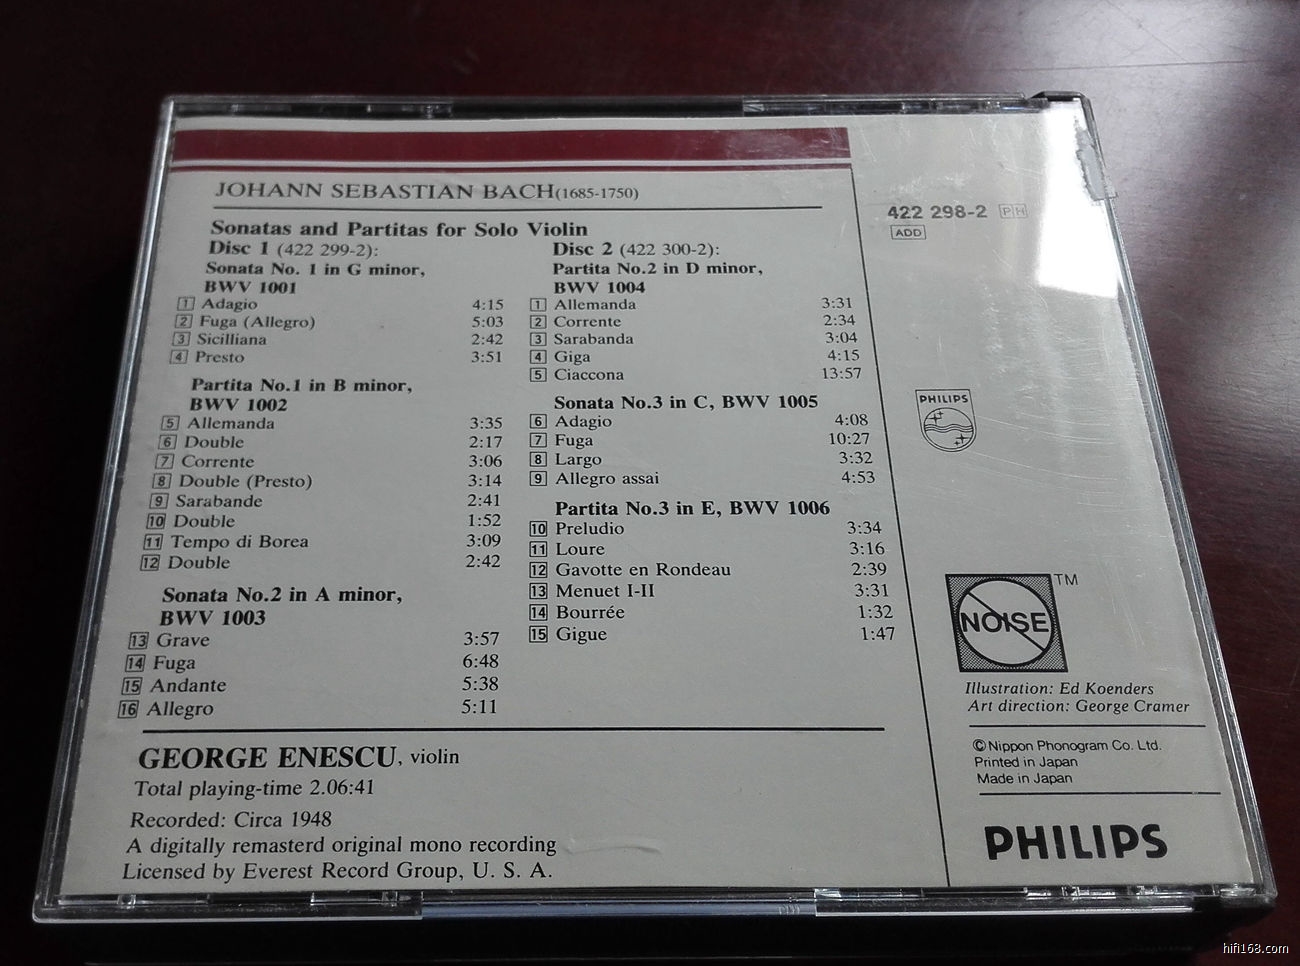 JOHANN SEBASTIAN BACH(1685-1750)
Sonatas and Partitas for Solo Violin
Disc 1 (422 299-2):
Sonata No. 1 in G minor,
BWV 1001
1 Adagio 4:15
2 Fuga (Allegro) 5:03
3 Sicilliana 2:42
4 Presto 3:51
Partita No.1 in B minor,
BWV 1002
5 Allemanda 3:35
6 Double 2:17
7 Corrente 3:06
8 Double (Presto) 3:14
9 Sarabande 2:41
10 Double 1:52
11 Tempo di Borea 3:09
12 Double 2:42
Sonata No.2 in A minor,
BWV 1003
13 Grave 3:57
14 Fuga 6:48
15 Andante 5:38
16 Allegro 5:11
Disc 2 (422 300-2):
Partita No.2 in D minor,
BWV 1004
1 Allemanda 3:31
2 Corrente 2:34
3 Sarabanda 3:04
4 Giga 4:15
5 Ciaccona 13:57
Sonata No.3 in C, BWV 1005
6 Adagio 4:08
7 Fuga 10:27
8 Largo 3:32
9 Allegro assai 4:53
Partita No.3 in E, BWV 1006
10 Preludio 3:34
11 Loure 3:16
12 Gavotte en Rondeau 2:39
13 Menuet I-II 3:31
14 Bourrée 1:32
15 Gigue 1:47
GEORGE ENESCU, violin
Total playing-time 2.06:41
Recorded: Circa 1948
A digitally remasterd original mono recording
Licensed by Everest Record Group, U. S. A.
422 298-2 PH
ADD
PHILIPS
NOISE TM
Illustration: Ed Koenders
Art direction: George Cramer
©Nippon Phonogram Co. Ltd.
Printed in Japan
Made in Japan
PHILIPS
hifi168.com